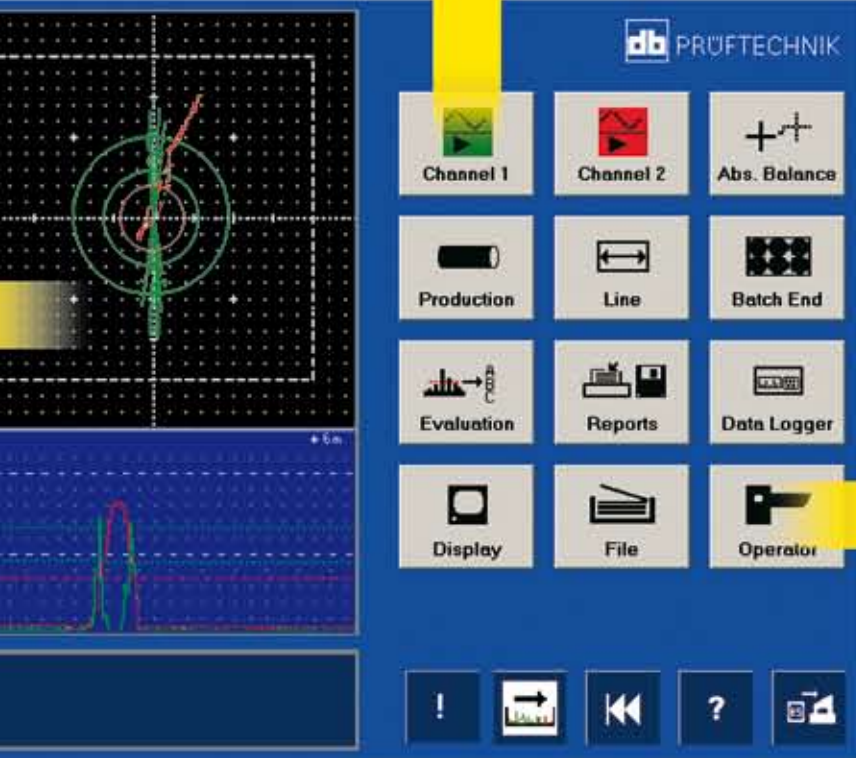 db PRÜFTECHNIK
Channel 1
Channel 2
Abs. Balance
Production
Line
Batch End
A
B
C
Evaluation
Reports
Data Logger
+ 6 m
Display
File
Operator
!
?